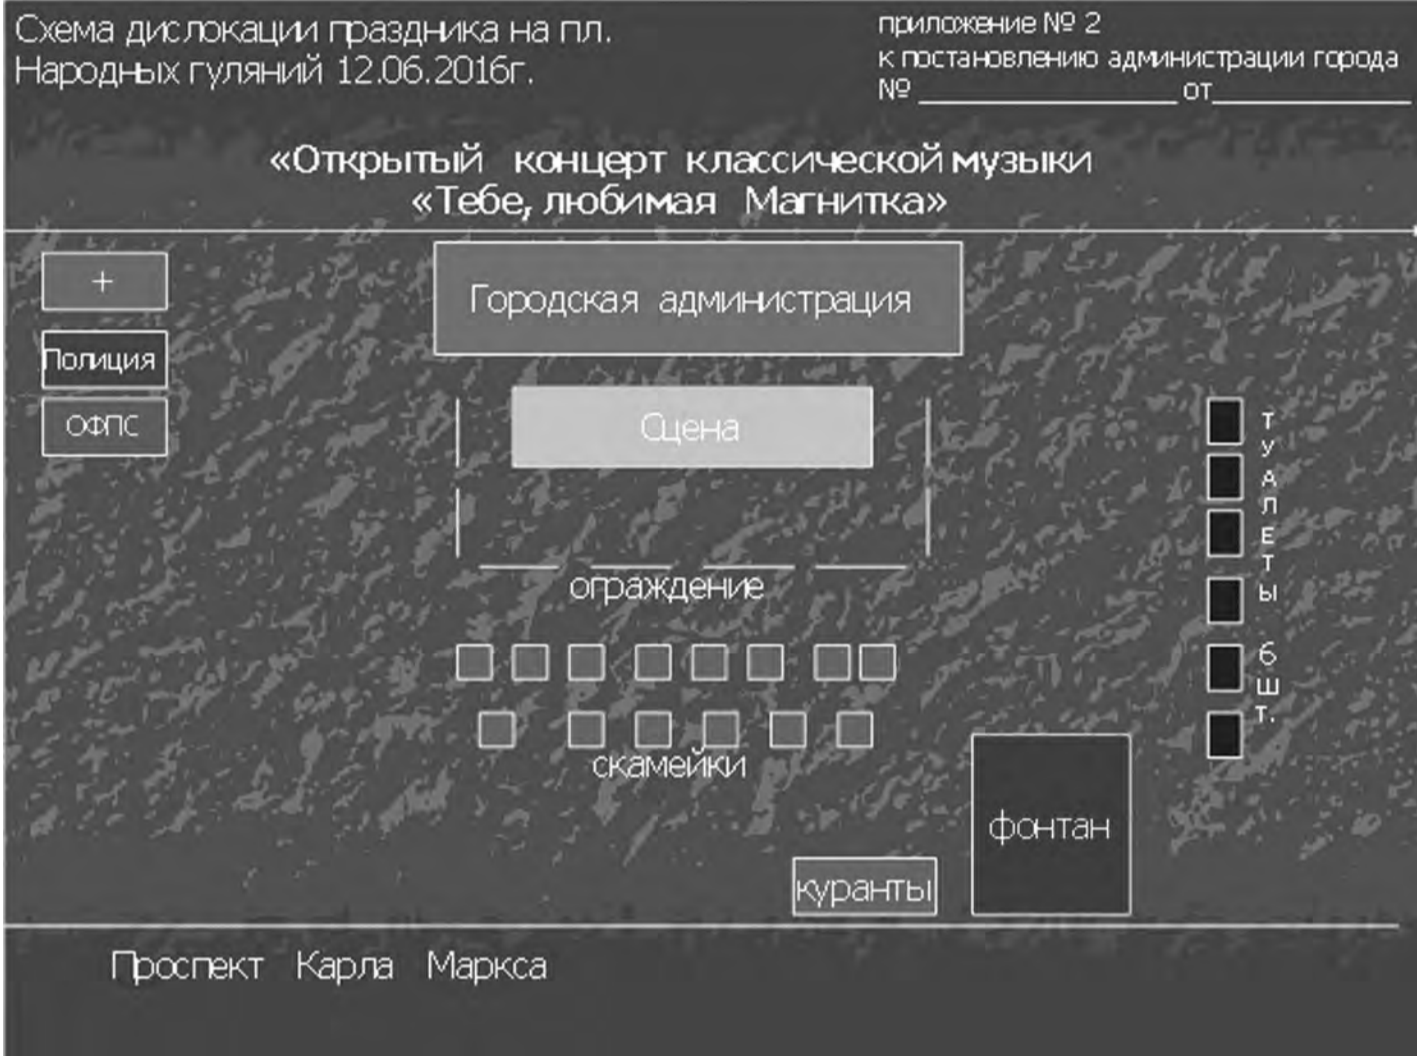 Схема дислокации праздника на пл.
Народных гуляний 12.06.2016г.
приложение № 2
к постановлению администрации города
№ ____________________ от________________
«Открытый концерт классической музыки
«Тебе, любимая Магнитка»
+
Городская администрация
Полиция
ОФПС
Сцена
ТУАЛЕТЫ 6 ШТ.
ограждение
скамейки
фонтан
куранты
Проспект Карла Маркса